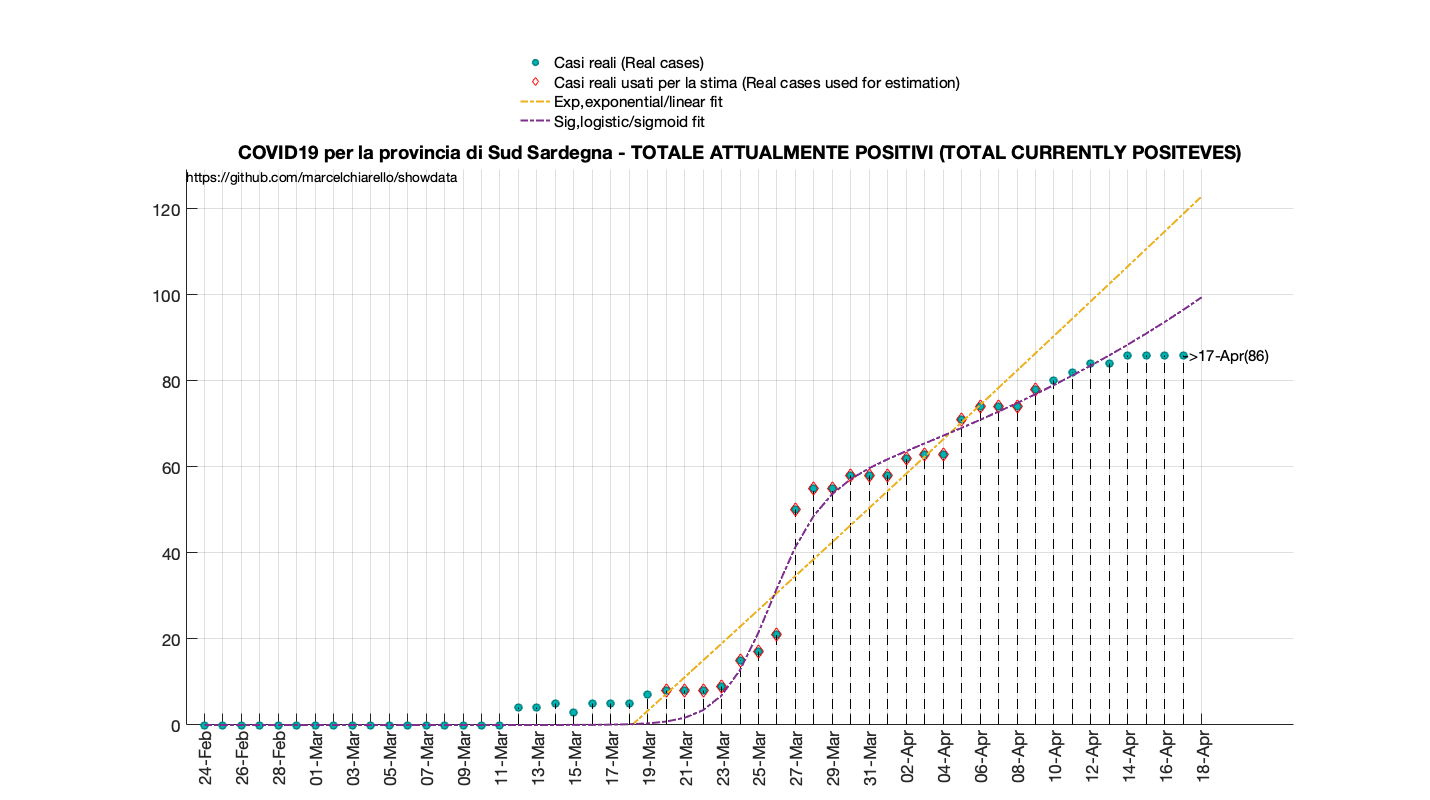 Casi reali (Real cases)
Casi reali usati per la stima (Real cases used for estimation)
Exp,exponential/linear fit
Sig,logistic/sigmoid fit
COVID19 per la provincia di Sud Sardegna - TOTALE ATTUALMENTE POSITIVI (TOTAL CURRENTLY POSITEVES)
https://github.com/marcelchiarello/showdata
120
100
80
60
40
20
0
->17-Apr(86)
24-Feb
26-Feb
28-Feb
01-Mar
03-Mar
05-Mar
07-Mar
09-Mar
11-Mar
13-Mar
15-Mar
17-Mar
19-Mar
21-Mar
23-Mar
25-Mar
27-Mar
29-Mar
31-Mar
02-Apr
04-Apr
06-Apr
08-Apr
10-Apr
12-Apr
14-Apr
16-Apr
18-Apr